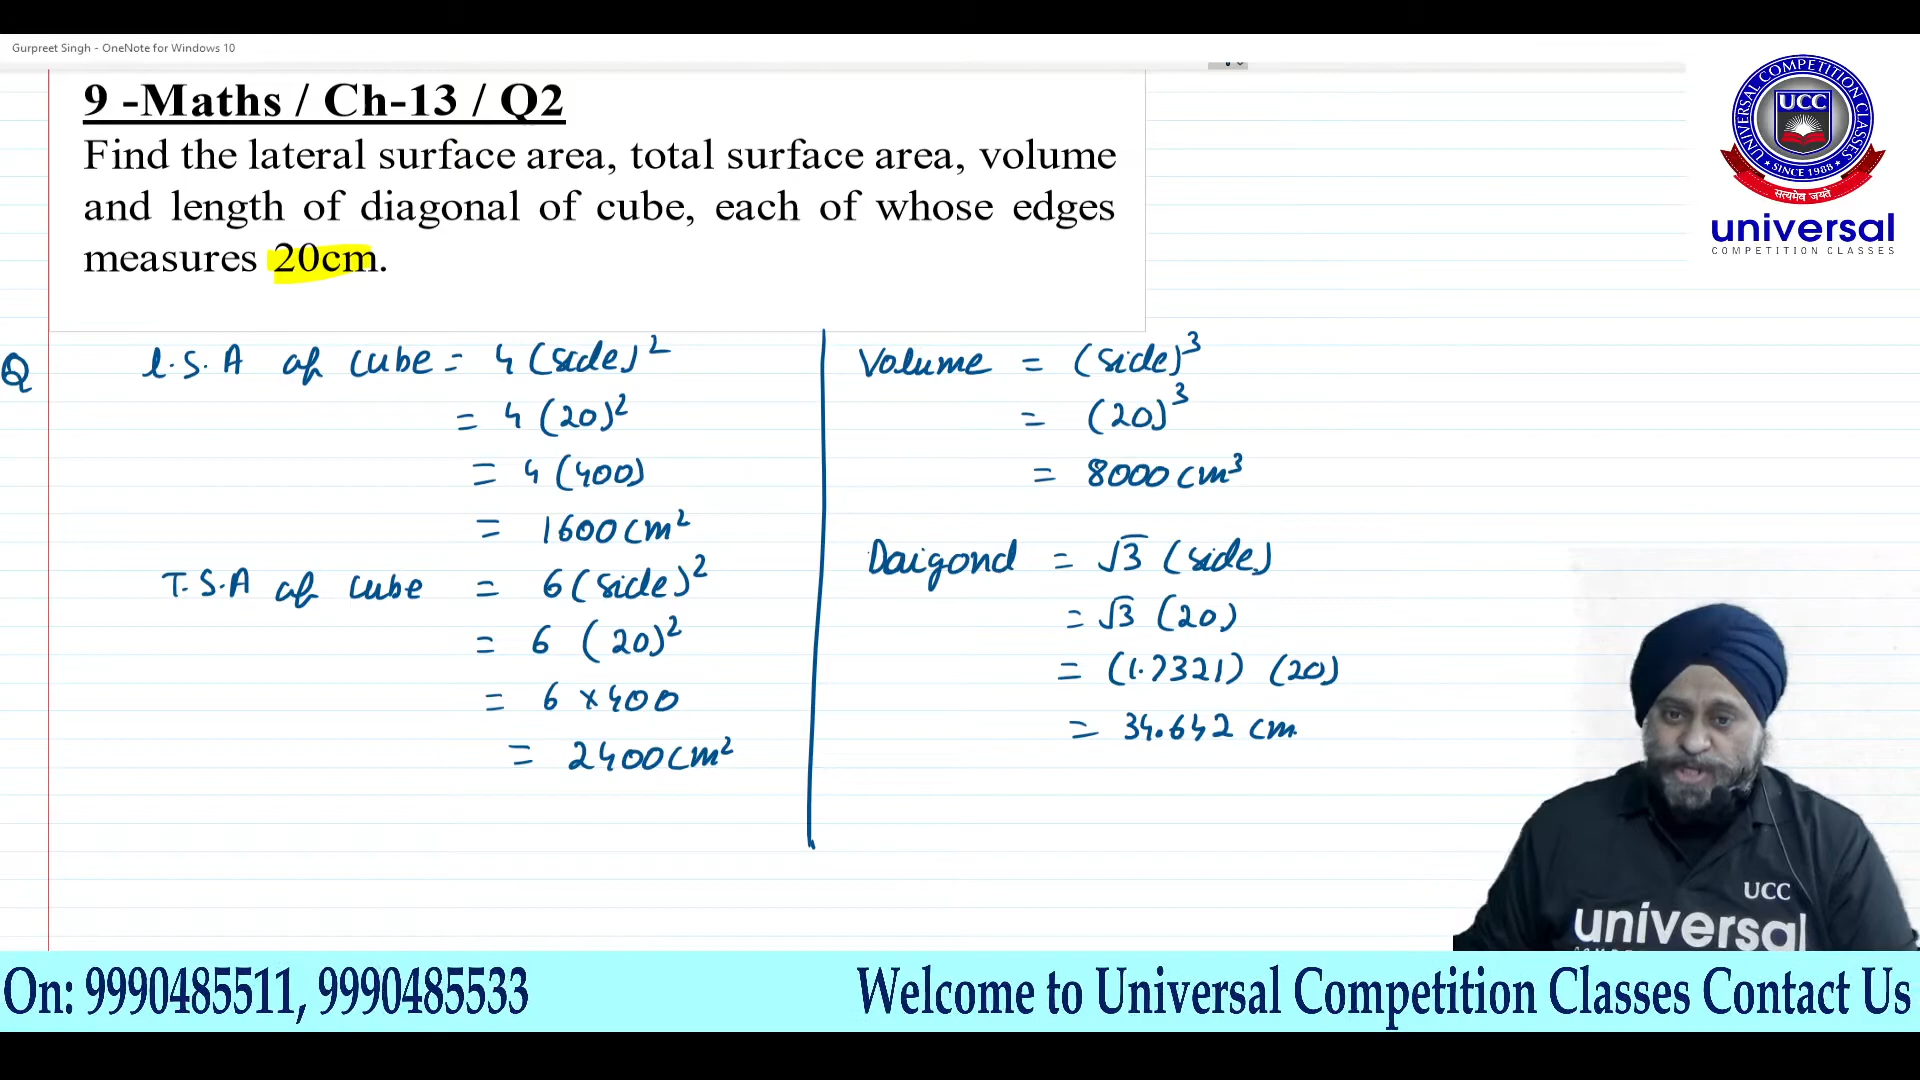 Gurpreet Singh - OneNote for Windows 10
9 -Maths / Ch-13 / Q2
Find the lateral surface area, total surface area, volume
and length of diagonal of cube, each of whose edges
measures 20cm.
UNIVERSAL COMPETITION CLASSES
UCC
* SINCE 1988 *
सत्यमेव जयते
universal
COMPETITION CLASSES
Q
L.S.A of cube = 4 (side)²
= 4 (20)²
= 4 (400)
= 1600 cm²
T.S.A of cube = 6 (side)²
= 6 (20)²
= 6 × 400
= 2400 cm²
Volume = (side)³
= (20)³
= 8000 cm³
Daigond = √3 (side)
= √3 (20)
= (1.7321) (20)
= 34.642 cm
UCC
universal
On: 9990485511, 9990485533
Welcome to Universal Competition Classes Contact Us